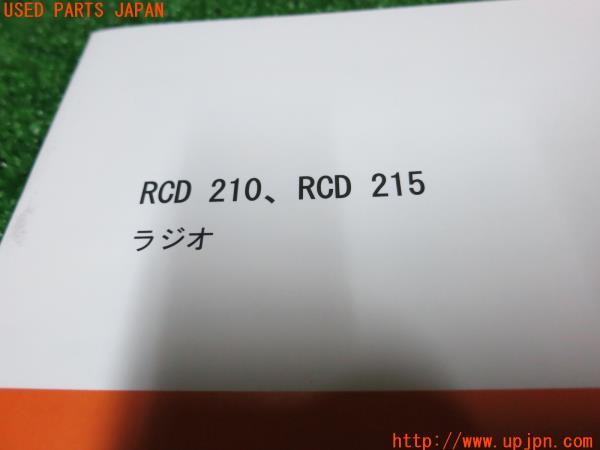 USED PARTS JAPAN
RCD 210、RCD 215
ラジオ
http://www.upjpn.com/